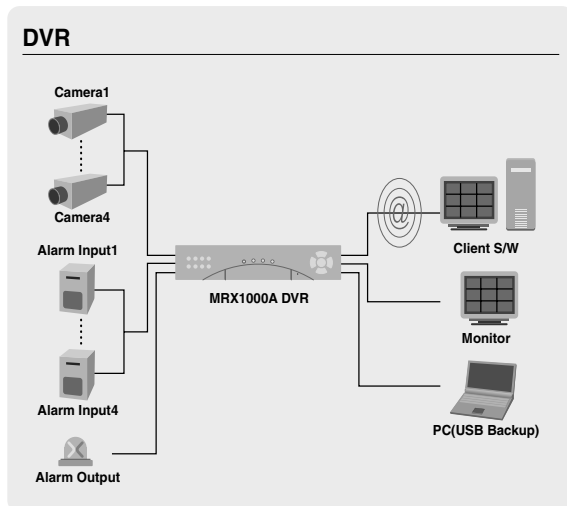 DVR
Camera1
Camera4
Alarm Input1
Alarm Input4
Alarm Output
MRX1000A DVR
@
Client S/W
Monitor
PC(USB Backup)